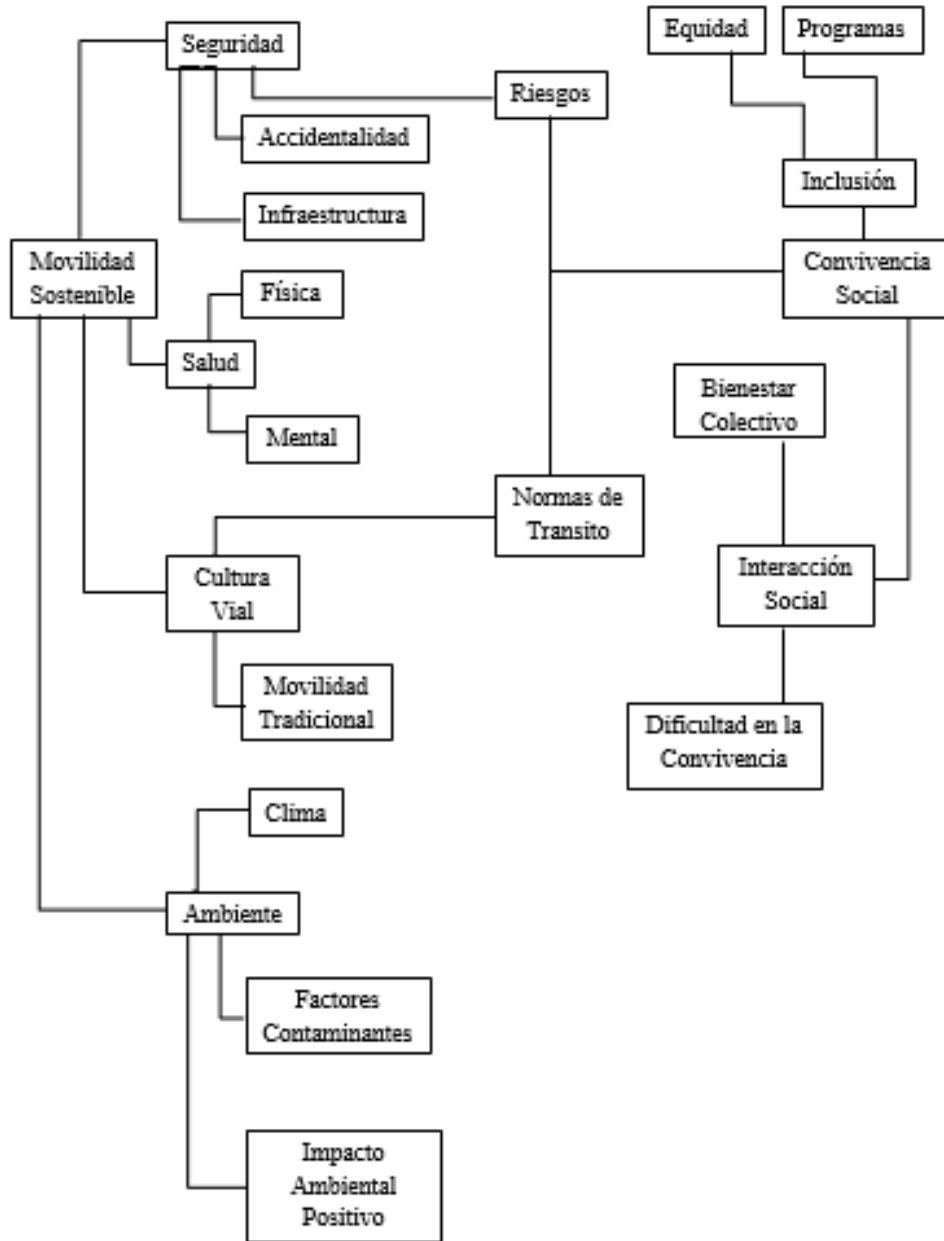 Seguridad
Equidad
Programas
Riesgos
Accidentalidad
Inclusión
Infraestructura
Movilidad
Sostenible
Convivencia
Social
Física
Salud
Bienestar
Colectivo
Mental
Normas de
Transito
Cultura
Vial
Interacción
Social
Movilidad
Tradicional
Dificultad en la
Convivencia
Clima
Ambiente
Factores
Contaminantes
Impacto
Ambiental
Positivo